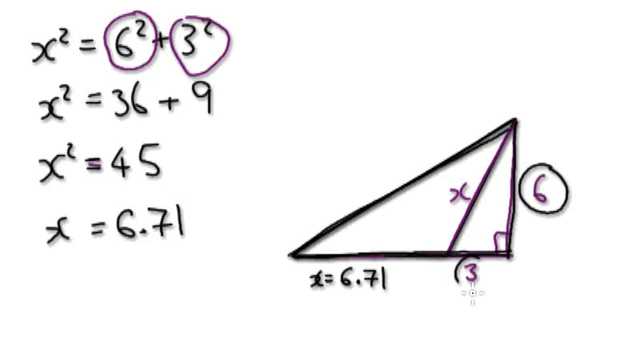 x² = 6² + 3²
x² = 36 + 9
x² = 45
x = 6.71
x
6
x = 6.71
3